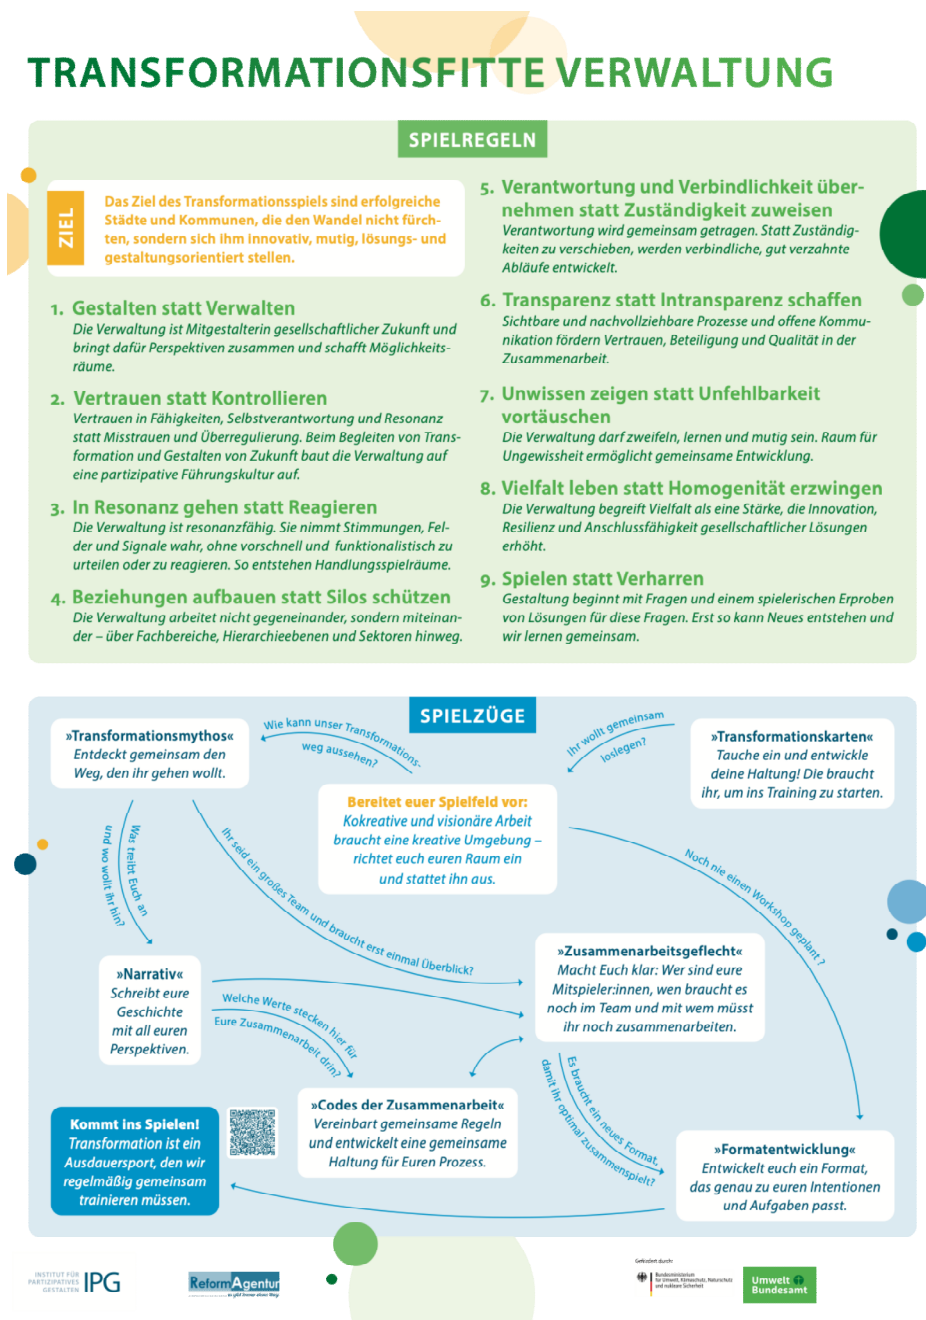 TRANSFORMATIONSFITTE VERWALTUNG
SPIELREGELN
ZIEL
Das Ziel des Transformationsspiels sind erfolgreiche
Städte und Kommunen, die den Wandel nicht fürch-
ten, sondern sich ihm innovativ, mutig, lösungs- und
gestaltungsorientiert stellen.
1. Gestalten statt Verwalten
Die Verwaltung ist Mitgestalterin gesellschaftlicher Zukunft und
bringt dafür Perspektiven zusammen und schafft Möglichkeits-
räume.
2. Vertrauen statt Kontrollieren
Vertrauen in Fähigkeiten, Selbstverantwortung und Resonanz
statt Misstrauen und Überregulierung. Beim Begleiten von Trans-
formation und Gestalten von Zukunft baut die Verwaltung auf
eine partizipative Führungskultur auf.
3. In Resonanz gehen statt Reagieren
Die Verwaltung ist resonanzfähig. Sie nimmt Stimmungen, Fel-
der und Signale wahr, ohne vorschnell und funktionalistisch zu
urteilen oder zu reagieren. So entstehen Handlungsspielräume.
4. Beziehungen aufbauen statt Silos schützen
Die Verwaltung arbeitet nicht gegeneinander, sondern miteinan-
der – über Fachbereiche, Hierarchieebenen und Sektoren hinweg.
5. Verantwortung und Verbindlichkeit über-
nehmen statt Zuständigkeit zuweisen
Verantwortung wird gemeinsam getragen. Statt Zuständig-
keiten zu verschieben, werden verbindliche, gut verzahnte
Abläufe entwickelt.
6. Transparenz statt Intransparenz schaffen
Sichtbare und nachvollziehbare Prozesse und offene Kommu-
nikation fördern Vertrauen, Beteiligung und Qualität in der
Zusammenarbeit.
7. Unwissen zeigen statt Unfehlbarkeit
vortäuschen
Die Verwaltung darf zweifeln, lernen und mutig sein. Raum für
Ungewissheit ermöglicht gemeinsame Entwicklung.
8. Vielfalt leben statt Homogenität erzwingen
Die Verwaltung begreift Vielfalt als eine Stärke, die Innovation,
Resilienz und Anschlussfähigkeit gesellschaftlicher Lösungen
erhöht.
9. Spielen statt Verharren
Gestaltung beginnt mit Fragen und einem spielerischen Erproben
von Lösungen für diese Fragen. Erst so kann Neues entstehen und
wir lernen gemeinsam.
SPIELZÜGE
»Transformationsmythos«
Entdeckt gemeinsam den
Weg, den ihr gehen wollt.
Wie kann unser Transformations-
weg aussehen?
Ihr wollt gemeinsam
loslegen?
»Transformationskarten«
Tauche ein und entwickle
deine Haltung! Die braucht
ihr, um ins Training zu starten.
Bereitet euer Spielfeld vor:
Kokreative und visionäre Arbeit
braucht eine kreative Umgebung –
richtet euch euren Raum ein
und stattet ihn aus.
Was treibt Euch an
und wo wollt ihr hin?
Ihr seid ein großes Team und braucht erst einmal Überblick?
Noch nie einen Workshop geplant ?
»Narrativ«
Schreibt eure
Geschichte
mit all euren
Perspektiven.
Welche Werte stecken hier für
Eure Zusammenarbeit drin?
»Zusammenarbeitsgeflecht«
Macht Euch klar: Wer sind eure
Mitspieler:innen, wen braucht es
noch im Team und mit wem müsst
ihr noch zusammenarbeiten.
Es braucht ein neues Format,
damit ihr optimal zusammenspielt?
»Codes der Zusammenarbeit«
Vereinbart gemeinsame Regeln
und entwickelt eine gemeinsame
Haltung für Euren Prozess.
Kommt ins Spielen!
Transformation ist ein
Ausdauersport, den wir
regelmäßig gemeinsam
trainieren müssen.
»Formatentwicklung«
Entwickelt euch ein Format,
das genau zu euren Intentionen
und Aufgaben passt.
INSTITUT FÜR
PARTIZIPATIVES
GESTALTEN
IPG
ReformAgentur
Gefördert durch:
Bundesministerium
für Umwelt, Klimaschutz, Naturschutz
und nukleare Sicherheit
Umwelt
Bundesamt